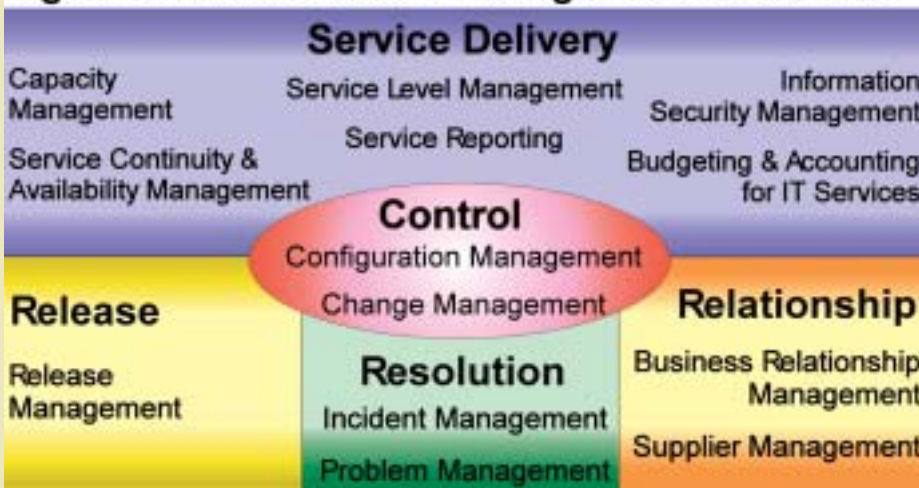 Service Delivery
Capacity
Management
Service Continuity &
Availability Management
Service Level Management
Service Reporting
Information
Security Management
Budgeting & Accounting
for IT Services
Control
Configuration Management
Change Management
Release
Release
Management
Resolution
Incident Management
Problem Management
Relationship
Business Relationship
Management
Supplier Management